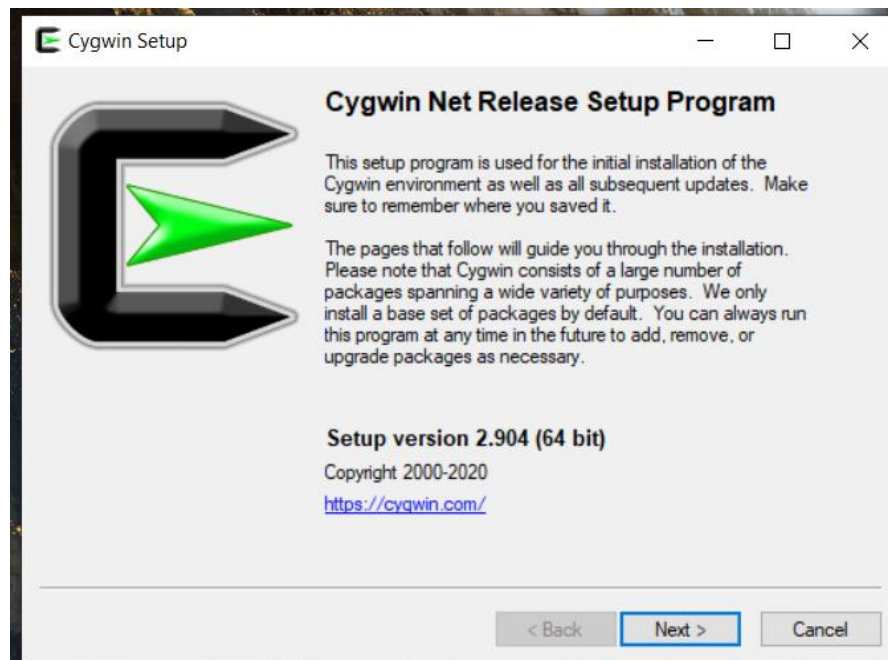 Cygwin Setup
Cygwin Net Release Setup Program
This setup program is used for the initial installation of the
Cygwin environment as well as all subsequent updates.  Make
sure to remember where you saved it.
The pages that follow will guide you through the installation.
Please note that Cygwin consists of a large number of
packages spanning a wide variety of purposes.  We only
install a base set of packages by default.  You can always run
this program at any time in the future to add, remove, or
upgrade packages as necessary.
Setup version 2.904 (64 bit)
Copyright 2000-2020
https://cygwin.com/
< Back Next > Cancel